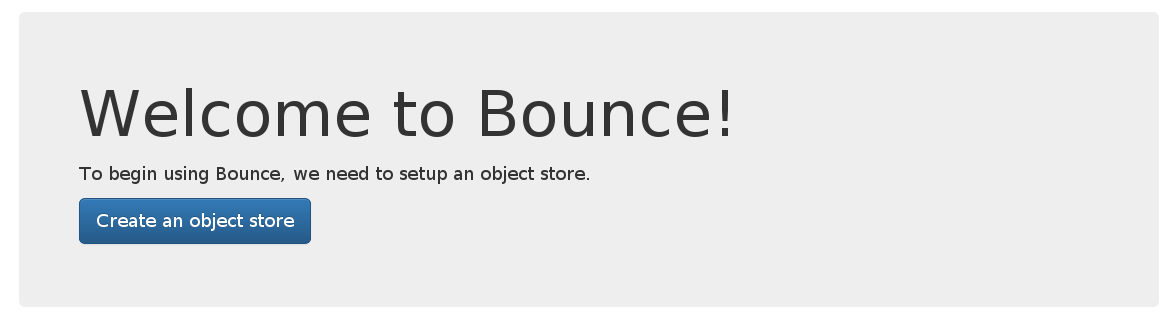 Welcome to Bounce!
To begin using Bounce, we need to setup an object store.
Create an object store